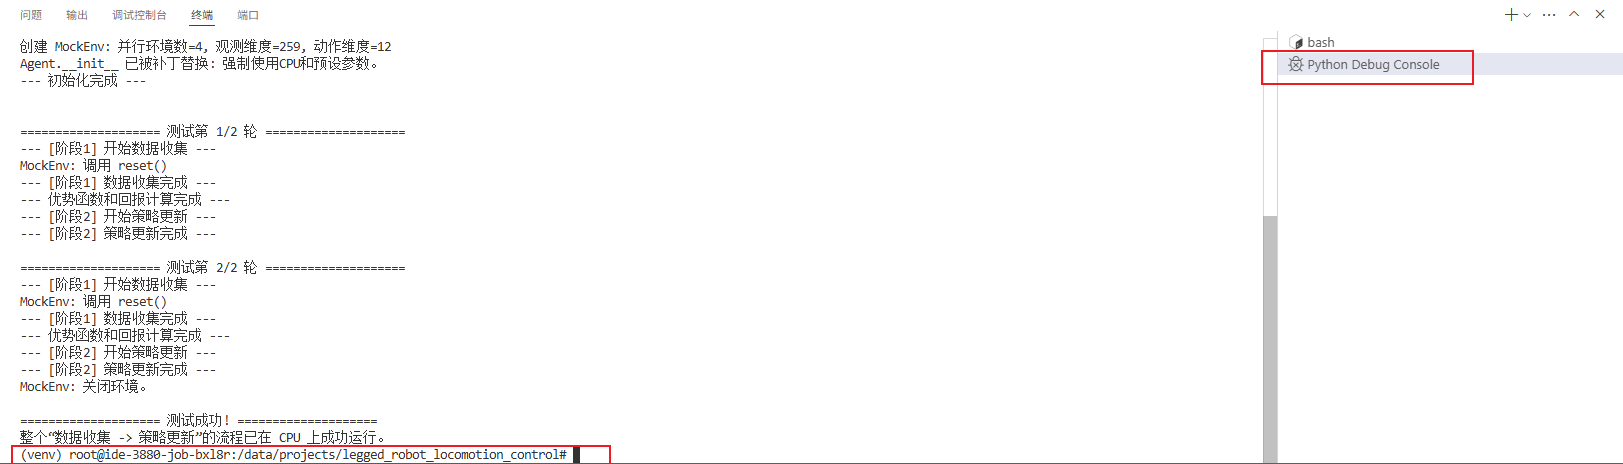 问题 输出 调试控制台 终端 端口
创建 MockEnv: 并行环境数=4, 观测维度=259, 动作维度=12
Agent.__init__ 已被补丁替换: 强制使用CPU和预设参数。
--- 初始化完成 ---
==================== 测试第 1/2 轮 ====================
--- [阶段1] 开始数据收集 ---
MockEnv: 调用 reset()
--- [阶段1] 数据收集完成 ---
--- 优势函数和回报计算完成 ---
--- [阶段2] 开始策略更新 ---
--- [阶段2] 策略更新完成 ---
==================== 测试第 2/2 轮 ====================
--- [阶段1] 开始数据收集 ---
MockEnv: 调用 reset()
--- [阶段1] 数据收集完成 ---
--- 优势函数和回报计算完成 ---
--- [阶段2] 开始策略更新 ---
--- [阶段2] 策略更新完成 ---
MockEnv: 关闭环境。
==================== 测试成功! ====================
整个“数据收集 -> 策略更新”的流程已在 CPU 上成功运行。
(venv) root@ide-3880-job-bxl8r:/data/projects/legged_robot_locomotion_control#
bash
Python Debug Console